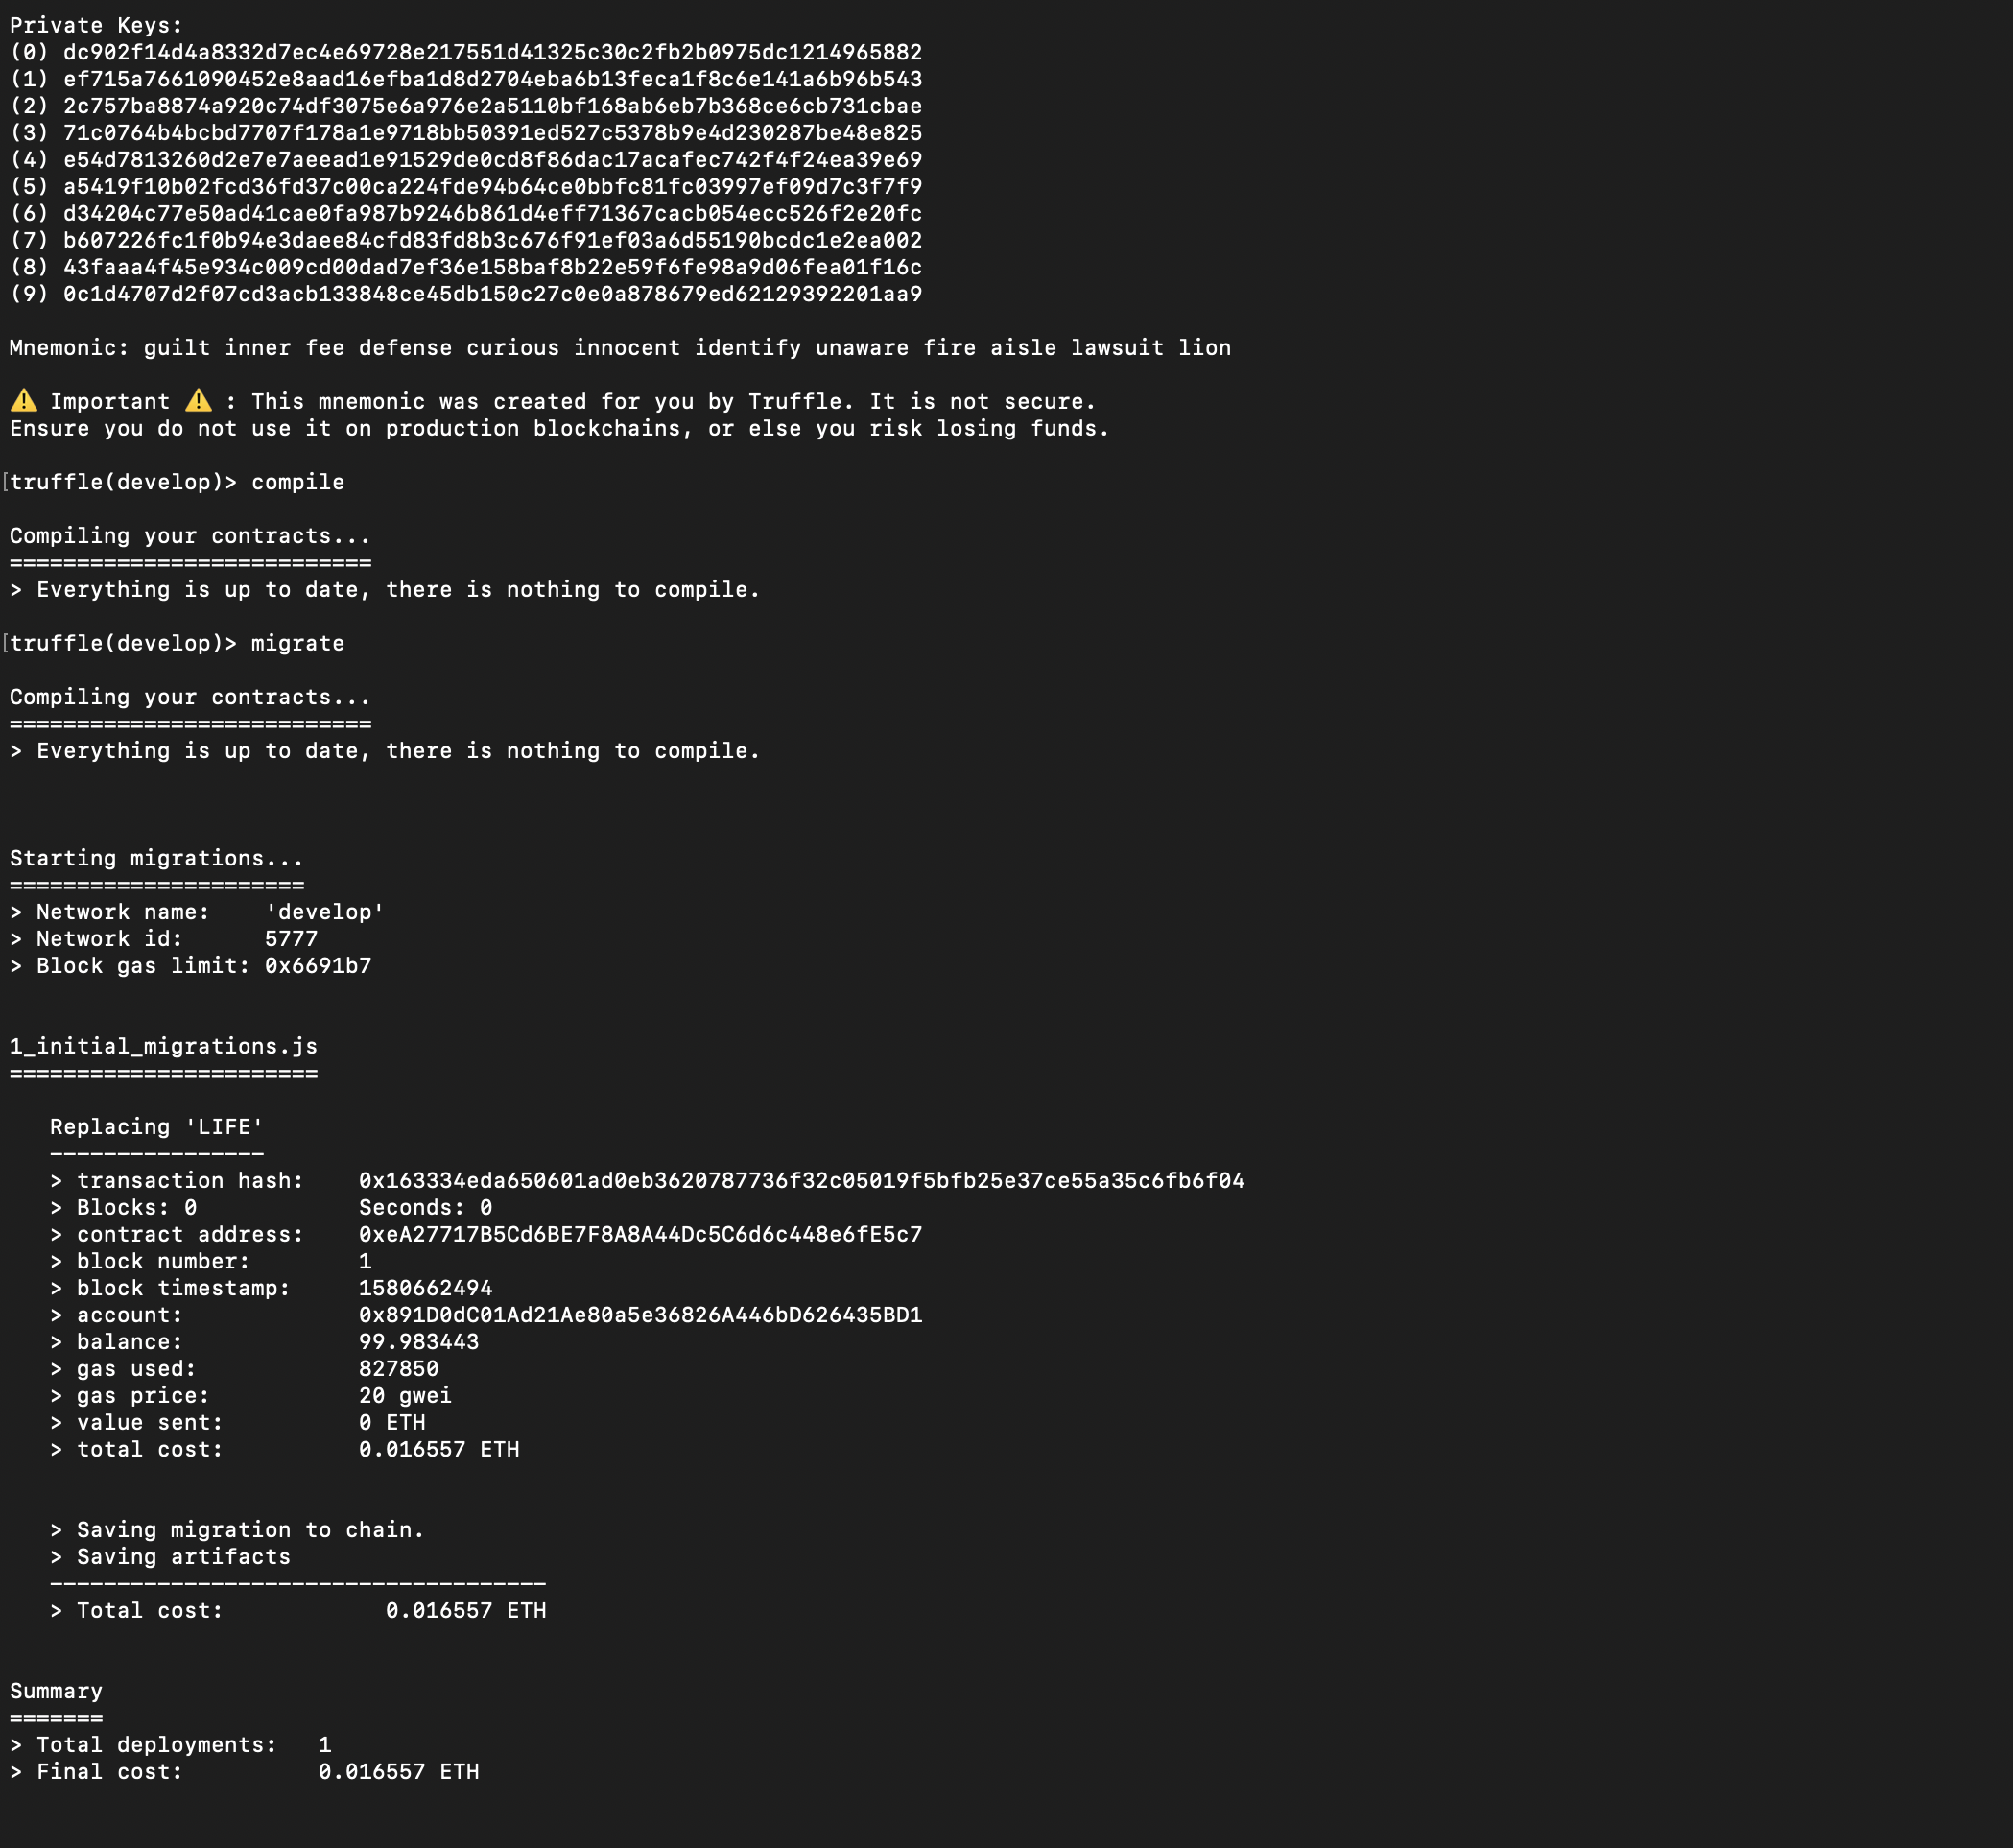 Private Keys:
(0) dc902f14d4a8332d7ec4e69728e217551d41325c30c2fb2b0975dc1214965882
(1) ef715a7661090452e8aad16efba1d8d2704eba6b13feca1f8c6e141a6b96b543
(2) 2c757ba8874a920c74df3075e6a976e2a5110bf168ab6eb7b368ce6cb731cbae
(3) 71c0764b4bcbd7707f178a1e9718bb50391ed527c5378b9e4d230287be48e825
(4) e54d7813260d2e7e7aeead1e91529de0cd8f86dac17acafec742f4f24ea39e69
(5) a5419f10b02fcd36fd37c00ca224fde94b64ce0bbfc81fc03997ef09d7c3f7f9
(6) d34204c77e50ad41cae0fa987b9246b861d4eff71367cacb054ecc526f2e20fc
(7) b607226fc1f0b94e3daee84cfd83fd8b3c676f91ef03a6d55190bcdc1e2ea002
(8) 43faaa4f45e934c009cd00dad7ef36e158baf8b22e59f6fe98a9d06fea01f16c
(9) 0c1d4707d2f07cd3acb133848ce45db150c27c0e0a878679ed62129392201aa9
Mnemonic: guilt inner fee defense curious innocent identify unaware fire aisle lawsuit lion
⚠️ Important ⚠️ : This mnemonic was created for you by Truffle. It is not secure.
Ensure you do not use it on production blockchains, or else you risk losing funds.
[truffle(develop)> compile
Compiling your contracts...
===========================
> Everything is up to date, there is nothing to compile.
[truffle(develop)> migrate
Compiling your contracts...
===========================
> Everything is up to date, there is nothing to compile.
Starting migrations...
======================
> Network name:    'develop'
> Network id:      5777
> Block gas limit: 0x6691b7
1_initial_migrations.js
=======================
Replacing 'LIFE'
----------------
> transaction hash:    0x163334eda650601ad0eb3620787736f32c05019f5bfb25e37ce55a35c6fb6f04
> Blocks: 0            Seconds: 0
> contract address:    0xeA27717B5Cd6BE7F8A8A44Dc5C6d6c448e6fE5c7
> block number:        1
> block timestamp:     1580662494
> account:             0x891D0dC01Ad21Ae80a5e36826A446bD626435BD1
> balance:             99.983443
> gas used:            827850
> gas price:           20 gwei
> value sent:          0 ETH
> total cost:          0.016557 ETH
> Saving migration to chain.
> Saving artifacts
-------------------------------------
> Total cost:            0.016557 ETH
Summary
=======
> Total deployments:   1
> Final cost:          0.016557 ETH